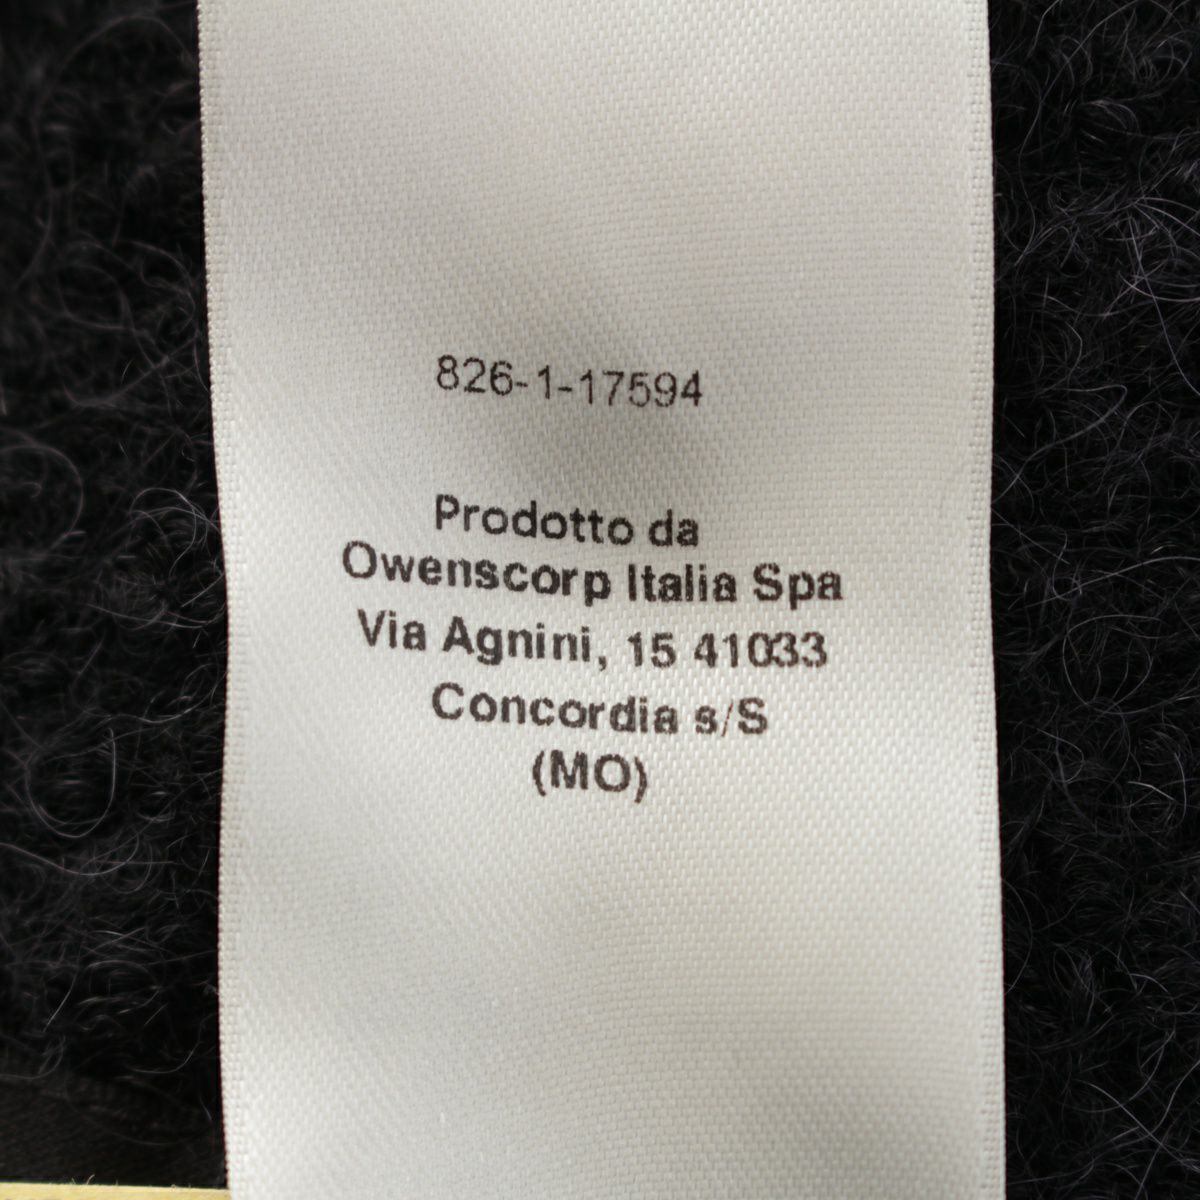 826-1-17594
Prodotto da
Owenscorp Italia Spa
Via Agnini, 15 41033
Concordia s/S
(MO)